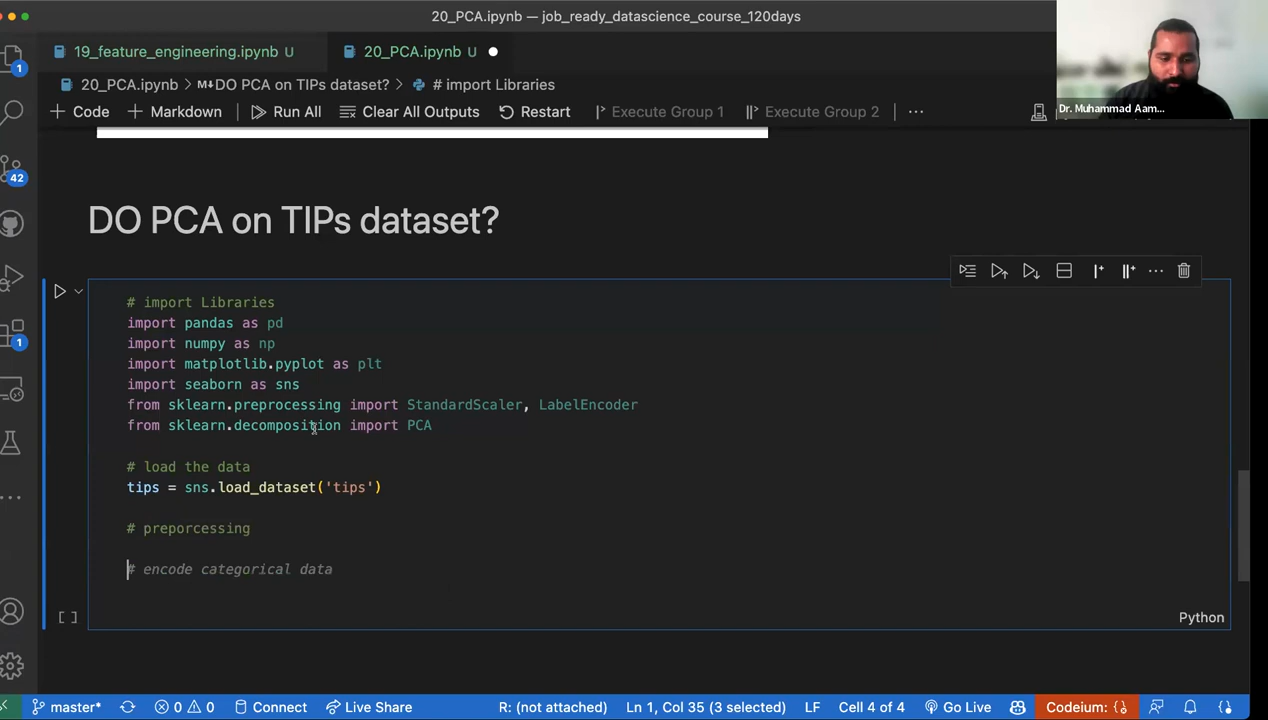 20_PCA.ipynb — job_ready_datascience_course_120days
19_feature_engineering.ipynb U
20_PCA.ipynb U
20_PCA.ipynb > M↓DO PCA on TIPs dataset? > # import Libraries
+ Code + Markdown Run All Clear All Outputs Restart Execute Group 1 Execute Group 2 ...
Dr. Muhammad Aam...
1
42
1
DO PCA on TIPs dataset?
# import Libraries
import pandas as pd
import numpy as np
import matplotlib.pyplot as plt
import seaborn as sns
from sklearn.preprocessing import StandardScaler, LabelEncoder
from sklearn.decomposition import PCA
# load the data
tips = sns.load_dataset('tips')
# preporcessing
# encode categorical data
[ ]
Python
master* 0 0 Connect Live Share R: (not attached) Ln 1, Col 35 (3 selected) LF Cell 4 of 4 Go Live Codeium: {}